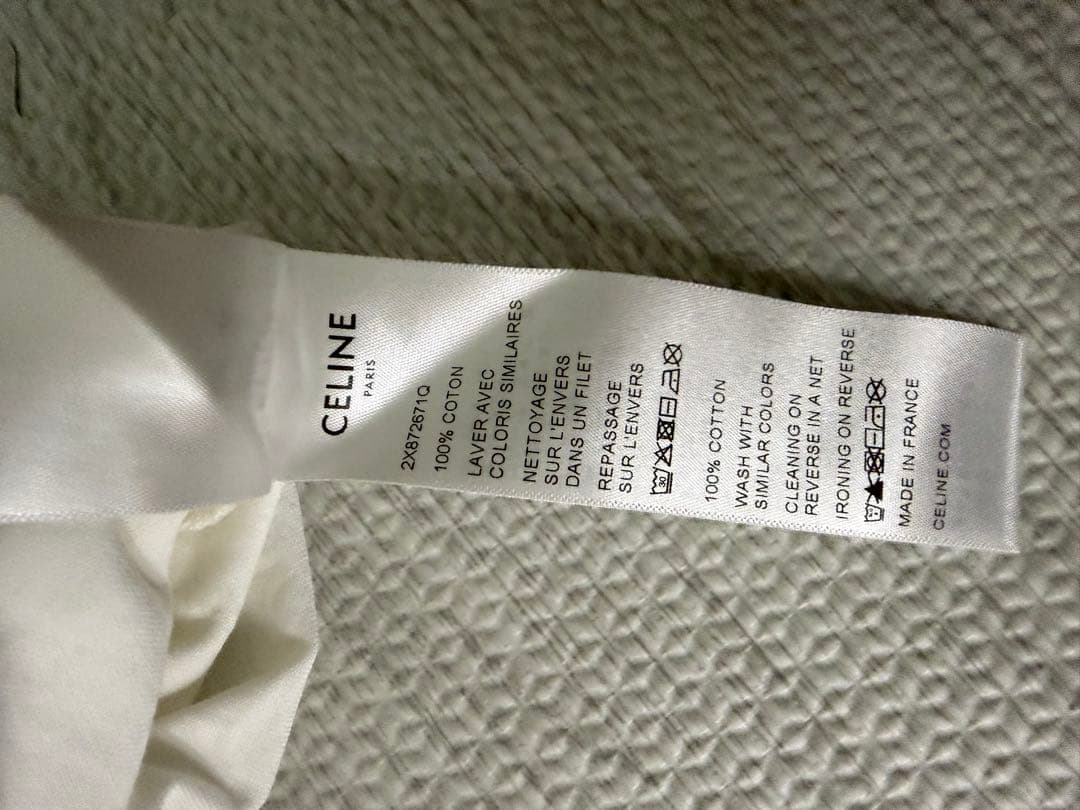 CELINE
PARIS
2X872671Q
100% COTON
LAVER AVEC
COLORIS SIMILAIRES
NETTOYAGE
SUR L'ENVERS
DANS UN FILET
REPASSAGE
SUR L'ENVERS
30
100% COTTON
WASH WITH
SIMILAR COLORS
CLEANING ON
REVERSE IN A NET
IRONING ON REVERSE
MADE IN FRANCE
CELINE.COM